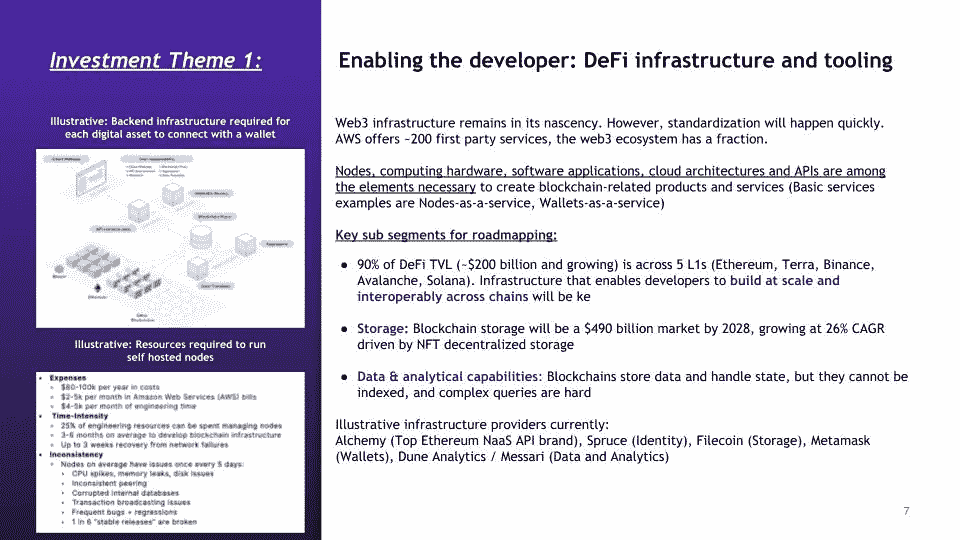 Investment Theme 1:
Enabling the developer: DeFi infrastructure and tooling
Illustrative: Backend infrastructure required for
each digital asset to connect with a wallet
Illustrative: Resources required to run
self hosted nodes
• Expenses
$80-100k per year in costs
$2-5k per month in Amazon Web Services (AWS) bills
$4-5k per month of engineering time
• Time-Intensity
25% of engineering resources can be spent managing nodes
3-6 months on average to develop blockchain infrastructure
Up to 3 weeks recovery from network failures
• Inconsistency
Nodes on average have issues once every 5 days:
CPU spikes, memory leaks, disk issues
Inconsistent peering
Corrupted internal databases
Transaction broadcasting issues
Frequent bugs + regressions
1 in 6 "stable releases" are broken
Web3 infrastructure remains in its nascency. However, standardization will happen quickly.
AWS offers ~200 first party services, the web3 ecosystem has a fraction.
Nodes, computing hardware, software applications, cloud architectures and APIs are among
the elements necessary to create blockchain-related products and services (Basic services
examples are Nodes-as-a-service, Wallets-as-a-service)
Key sub segments for roadmapping:
● 90% of DeFi TVL (~$200 billion and growing) is across 5 L1s (Ethereum, Terra, Binance,
Avalanche, Solana). Infrastructure that enables developers to build at scale and
interoperably across chains will be ke
● Storage: Blockchain storage will be a $490 billion market by 2028, growing at 26% CAGR
driven by NFT decentralized storage
● Data & analytical capabilities: Blockchains store data and handle state, but they cannot be
indexed, and complex queries are hard
Illustrative infrastructure providers currently:
Alchemy (Top Ethereum NaaS API brand), Spruce (Identity), Filecoin (Storage), Metamask
(Wallets), Dune Analytics / Messari (Data and Analytics)
7